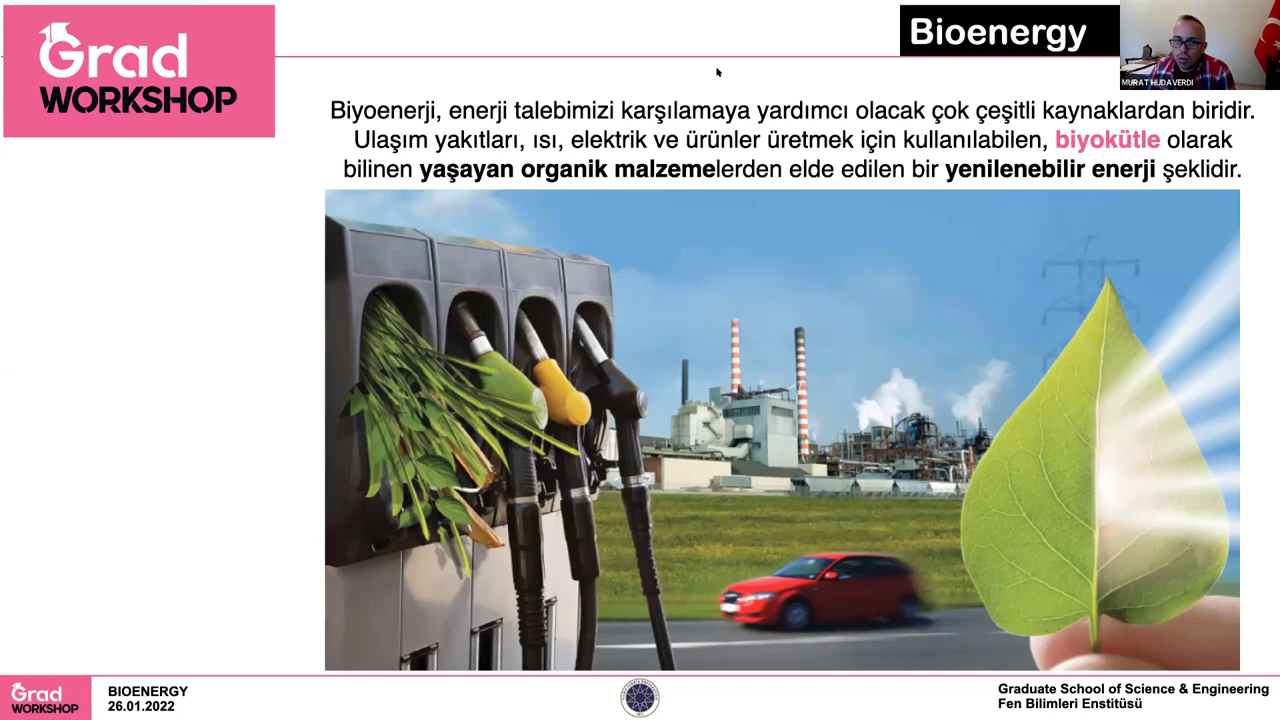 Grad
WORKSHOP
Bioenergy
MURAT HUDAVERDI
Biyoenerji, enerji talebimizi karşılamaya yardımcı olacak çok çeşitli kaynaklardan biridir.
Ulaşım yakıtları, ısı, elektrik ve ürünler üretmek için kullanılabilen, biyokütle olarak
bilinen yaşayan organik malzemelerden elde edilen bir yenilenebilir enerji şeklidir.
Grad
WORKSHOP
BIOENERGY
26.01.2022
Graduate School of Science & Engineering
Fen Bilimleri Enstitüsü